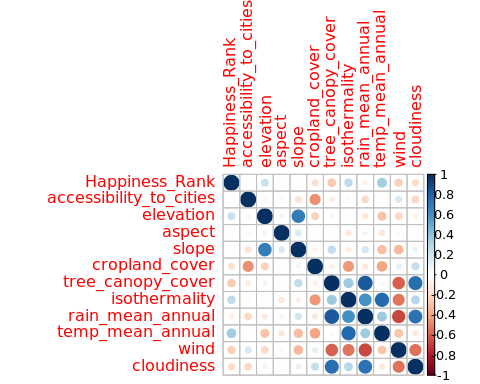 Happiness_Rank
accessibility_to_cities
elevation
aspect
slope
cropland_cover
tree_canopy_cover
isothermality
rain_mean_annual
temp_mean_annual
wind
cloudiness
Happiness_Rank
accessibility_to_cities
elevation
aspect
slope
cropland_cover
tree_canopy_cover
isothermality
rain_mean_annual
temp_mean_annual
wind
cloudiness
1
0.8
0.6
0.4
0.2
0
-0.2
-0.4
-0.6
-0.8
-1